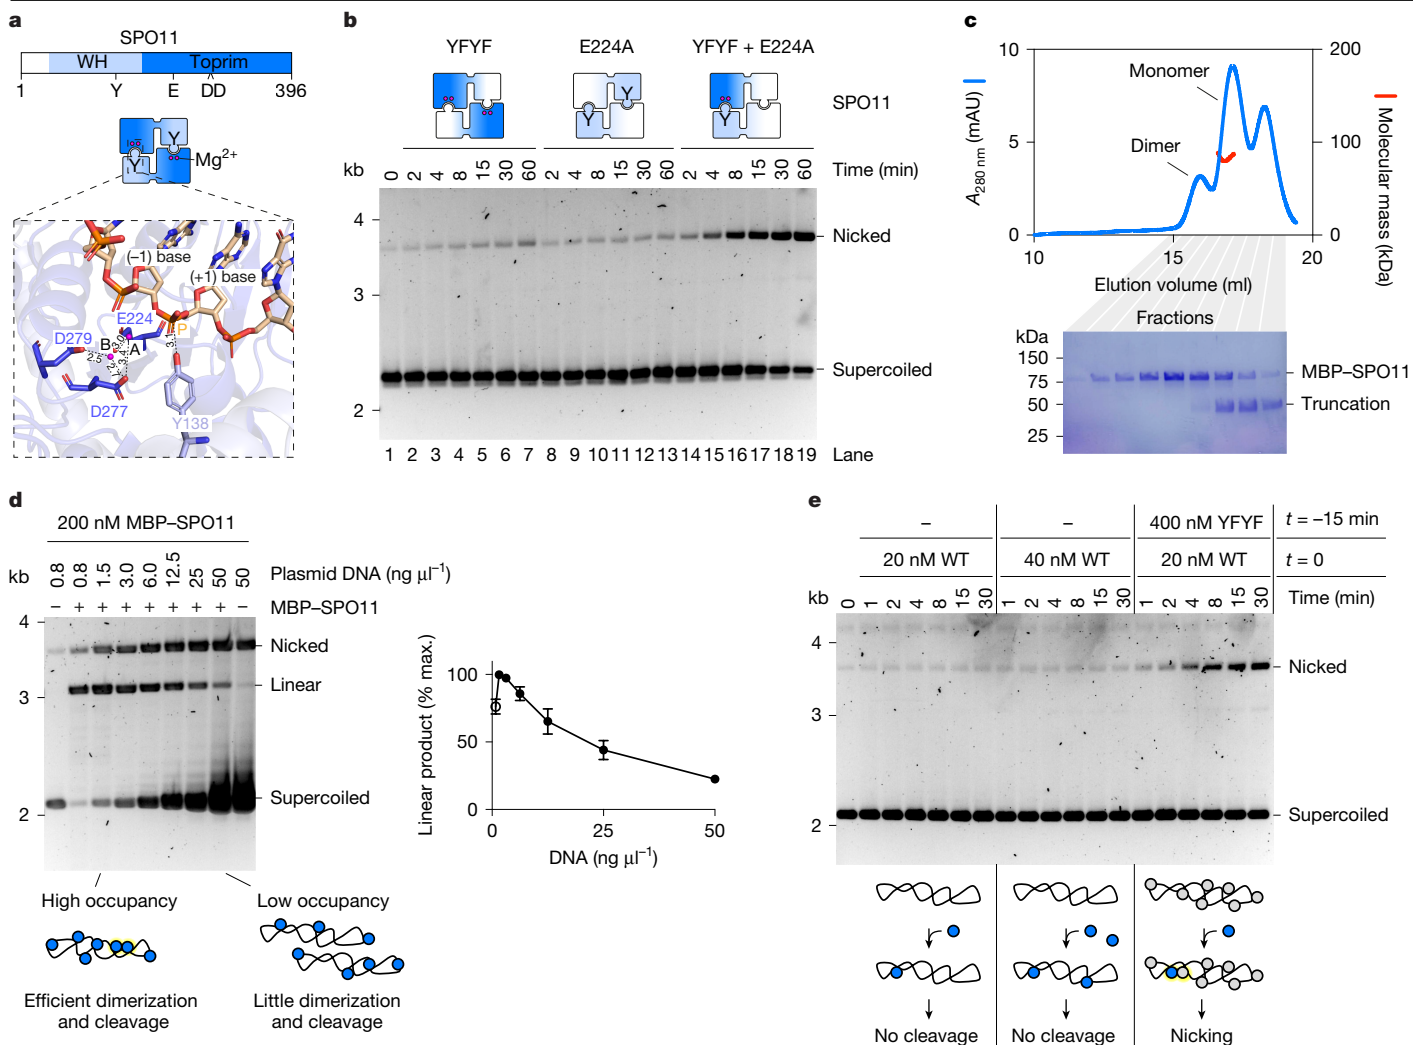 a
SPO11
WH Toprim
1 Y E DD 396
Y
Y
Mg2+
(–1) base
(+1) base
E224
P
D279
B
A
2.5
3.0
3.4
3.1
D277
Y138
b
YFYF E224A YFYF + E224A
Y
Y
Y
SPO11
0 2 4 8 15 30 60 2 4 8 15 30 60 2 4 8 15 30 60 Time (min)
kb
4
3
2
Nicked
Supercoiled
1 2 3 4 5 6 7 8 9 10 11 12 13 14 15 16 17 18 19 Lane
c
10
5
0
A280 nm (mAU)
Monomer
Dimer
200
100
0
Molecular mass (kDa)
10 15 20
Elution volume (ml)
Fractions
kDa
150
75
50
25
MBP–SPO11
Truncation
d
200 nM MBP–SPO11
kb
0.8 0.8 1.5 3.0 6.0 12.5 25 50 50 Plasmid DNA (ng μl–1)
– + + + + + + + – MBP–SPO11
4
3
2
Nicked
Linear
Supercoiled
High occupancy
Low occupancy
Efficient dimerization
and cleavage
Little dimerization
and cleavage
Linear product (% max.)
100
50
0
0 25 50
DNA (ng μl–1)
e
– – 400 nM YFYF t = –15 min
20 nM WT 40 nM WT 20 nM WT t = 0
kb
0 1 2 4 8 15 30 1 2 4 8 15 30 1 2 4 8 15 30 Time (min)
4
3
2
Nicked
Supercoiled
No cleavage No cleavage Nicking